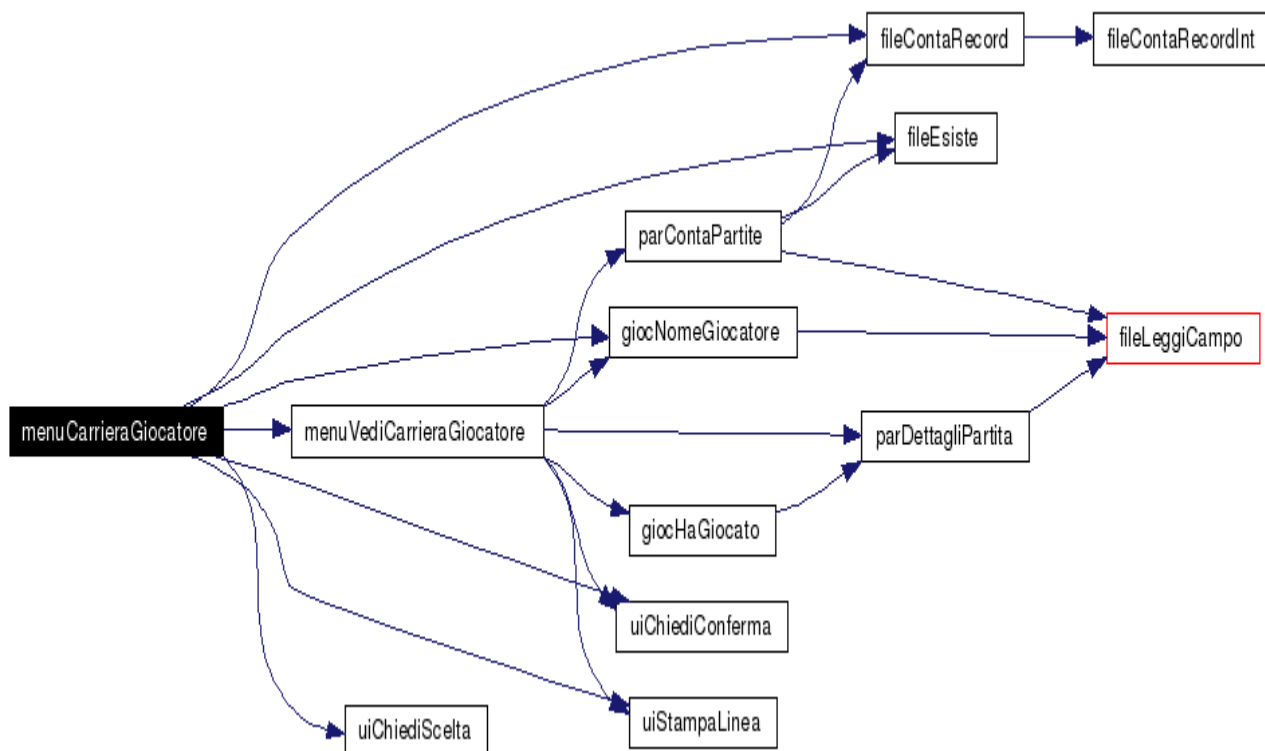 fileContaRecord
fileContaRecordInt
fileEsiste
parContaPartite
giocNomeGiocatore
fileLeggiCampo
menuCarrieraGiocatore
menuVediCarrieraGiocatore
parDettagliPartita
giocHaGiocato
uiChiediConferma
uiStampaLinea
uiChiediScelta